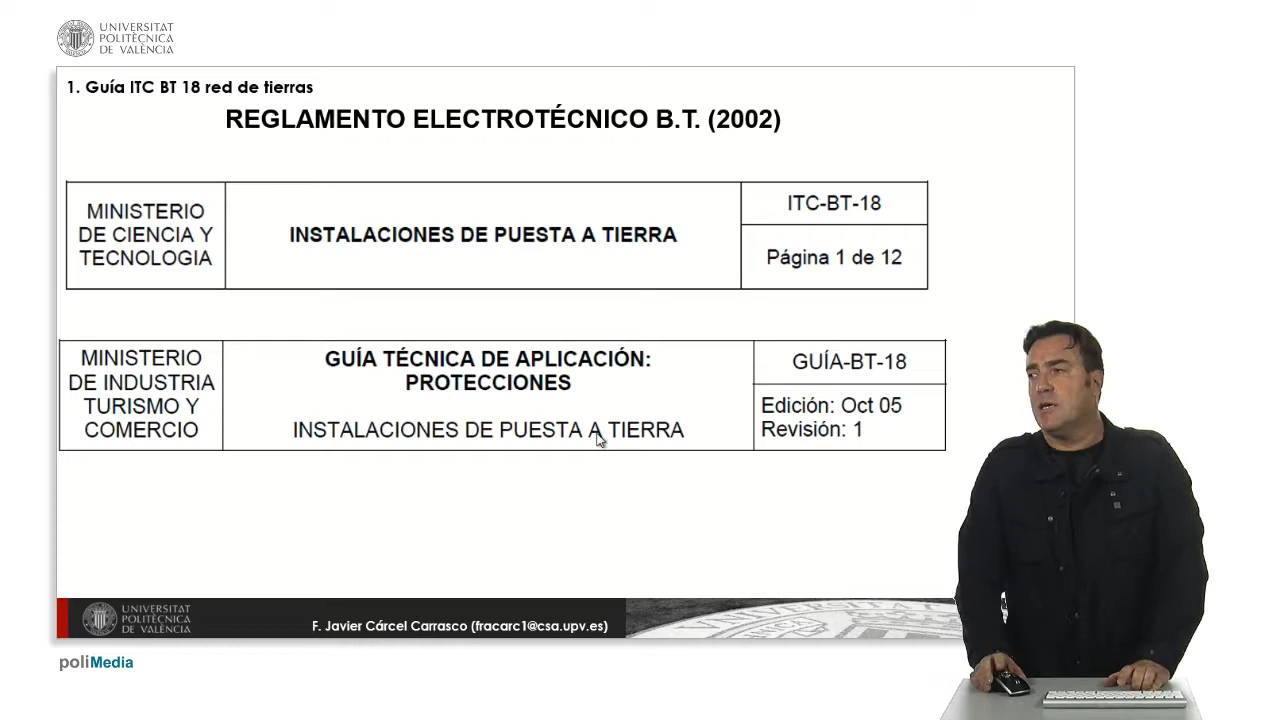 UNIVERSITAT
POLITÈCNICA
DE VALÈNCIA
1. Guía ITC BT 18 red de tierras
REGLAMENTO ELECTROTÉCNICO B.T. (2002)
MINISTERIO
DE CIENCIA Y
TECNOLOGIA
INSTALACIONES DE PUESTA A TIERRA
ITC-BT-18
Página 1 de 12
MINISTERIO
DE INDUSTRIA
TURISMO Y
COMERCIO
GUÍA TÉCNICA DE APLICACIÓN:
PROTECCIONES
INSTALACIONES DE PUESTA A TIERRA
GUÍA-BT-18
Edición: Oct 05
Revisión: 1
UNIVERSITAT
POLITÈCNICA
DE VALÈNCIA
F. Javier Cárcel Carrasco (fracarc1@csa.upv.es)
poliMedia